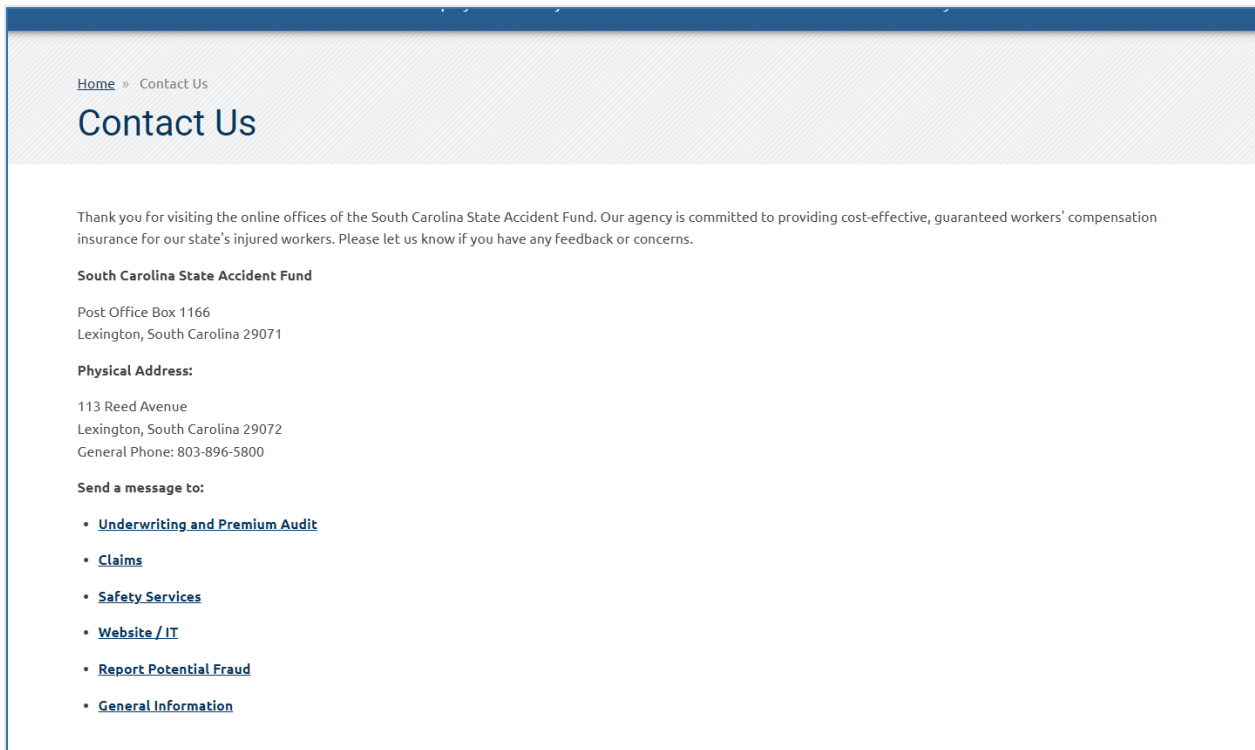 Home » Contact Us
Contact Us
Thank you for visiting the online offices of the South Carolina State Accident Fund. Our agency is committed to providing cost-effective, guaranteed workers' compensation
insurance for our state's injured workers. Please let us know if you have any feedback or concerns.
South Carolina State Accident Fund
Post Office Box 1166
Lexington, South Carolina 29071
Physical Address:
113 Reed Avenue
Lexington, South Carolina 29072
General Phone: 803-896-5800
Send a message to:
• Underwriting and Premium Audit
• Claims
• Safety Services
• Website / IT
• Report Potential Fraud
• General Information